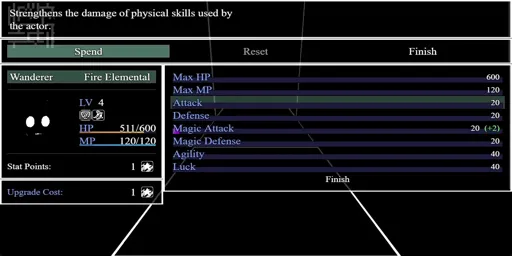 Strengthens the damage of physical skills used by
the actor.
Spend Reset Finish
Wanderer Fire Elemental
LV 4
HP 511/600
MP 120/120
Stat Points: 1
Upgrade Cost: 1
Max HP 600
Max MP 120
Attack 20
Defense 20
Magic Attack 20 (+2)
Magic Defense 20
Agility 40
Luck 40
Finish